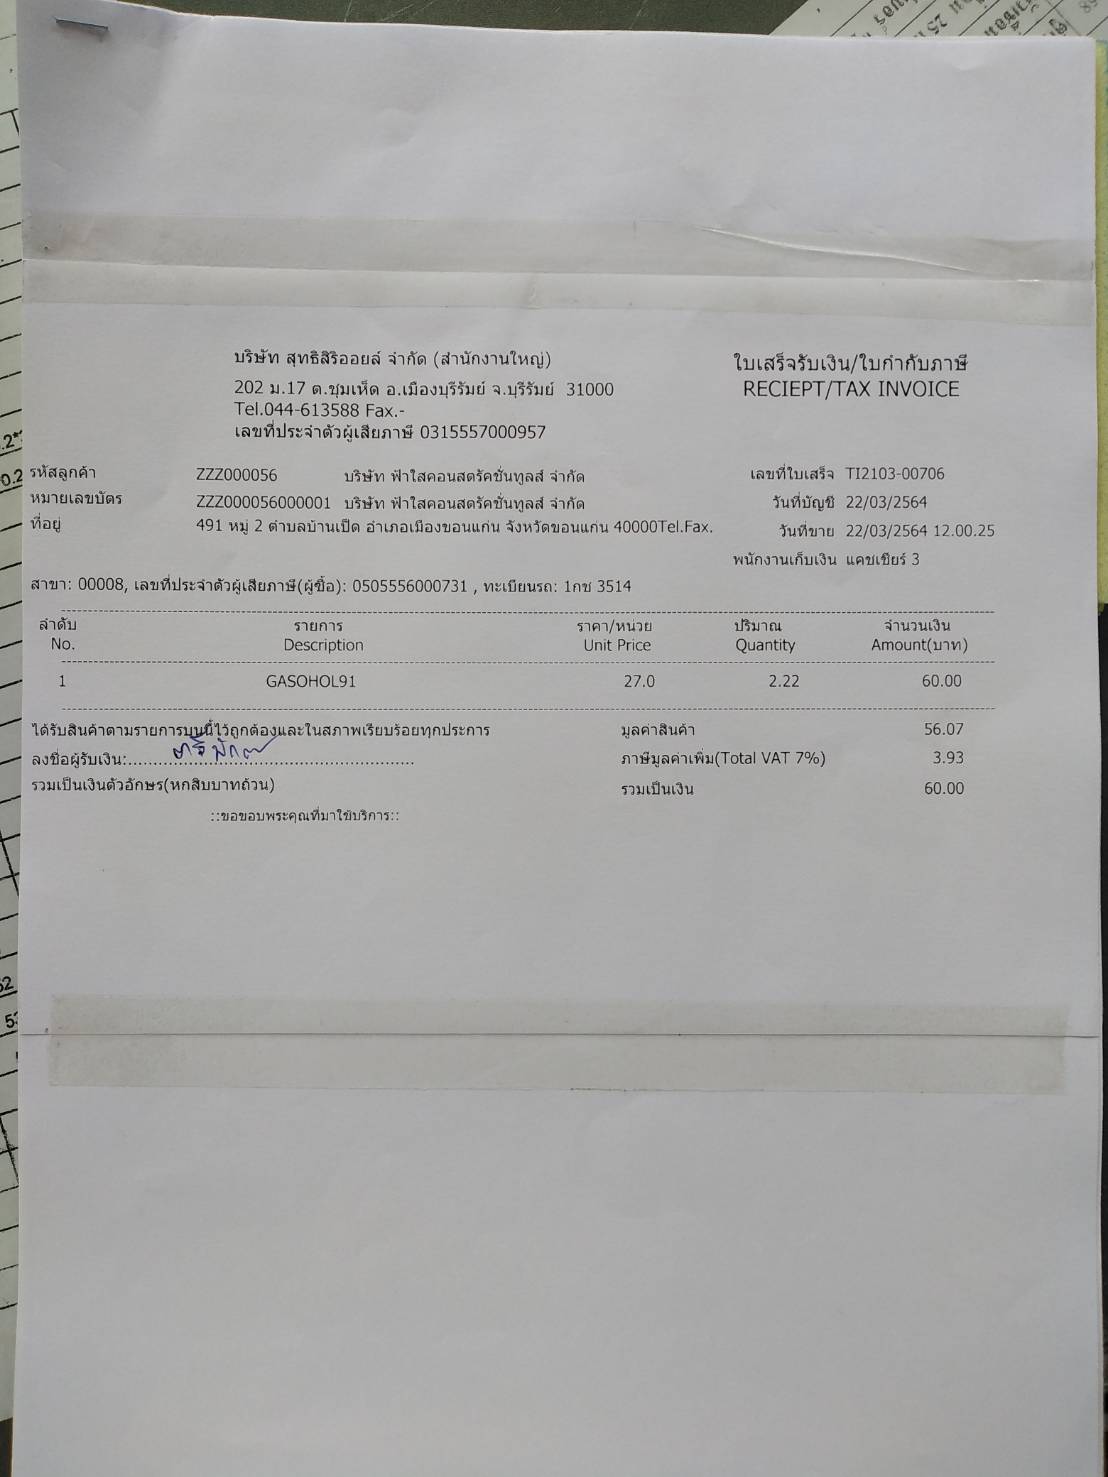 บริษัท สุทธิสิริออยล์ จำกัด (สำนักงานใหญ่)
202 ม.17 ต.ชุมเห็ด อ.เมืองบุรีรัมย์ จ.บุรีรัมย์ 31000
Tel.044-613588 Fax.-
เลขที่ประจำตัวผู้เสียภาษี 0315557000957
ใบเสร็จรับเงิน/ใบกำกับภาษี
RECIEPT/TAX INVOICE
รหัสลูกค้า ZZZ000056 บริษัท ฟ้าใสคอนสตรัคชั่นทูลส์ จำกัด
หมายเลขบัตร ZZZ000056000001 บริษัท ฟ้าใสคอนสตรัคชั่นทูลส์ จำกัด
ที่อยู่ 491 หมู่ 2 ตำบลบ้านเป็ด อำเภอเมืองขอนแก่น จังหวัดขอนแก่น 40000Tel.Fax.
เลขที่ใบเสร็จ TI2103-00706
วันที่บัญชี 22/03/2564
วันที่ขาย 22/03/2564 12.00.25
พนักงานเก็บเงิน แคชเชียร์ 3
สาขา: 00008, เลขที่ประจำตัวผู้เสียภาษี(ผู้ซื้อ): 0505556000731 , ทะเบียนรถ: 1กช 3514
ลำดับ รายการ ราคา/หน่วย ปริมาณ จำนวนเงิน
No. Description Unit Price Quantity Amount(บาท)
1 GASOHOL91 27.0 2.22 60.00
ได้รับสินค้าตามรายการบนนี้ไว้ถูกต้องและในสภาพเรียบร้อยทุกประการ มูลค่าสินค้า 56.07
ลงชื่อผู้รับเงิน: ภาษีมูลค่าเพิ่ม(Total VAT 7%) 3.93
รวมเป็นเงินตัวอักษร(หกสิบบาทถ้วน) รวมเป็นเงิน 60.00
::ขอขอบพระคุณที่มาใช้บริการ::